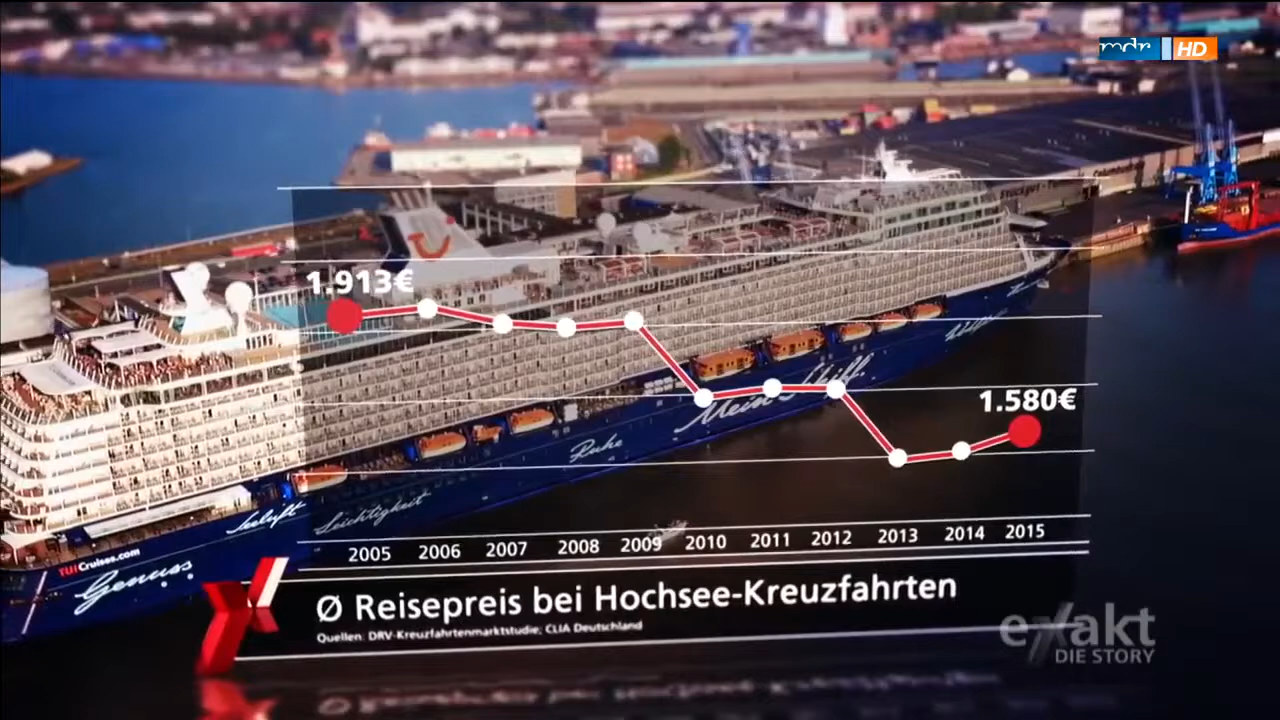 mdr HD
1.913€
1.580€
Mein Schiff
Ruhe
Leichtigkeit
Seeluft
2005 2006 2007 2008 2009 2010 2011 2012 2013 2014 2015
TUICruises.com
Genuss
Ø Reisepreis bei Hochsee-Kreuzfahrten
Quellen: DRV-Kreuzfahrtenmarktstudie; CLIA Deutschland
exakt
DIE STORY